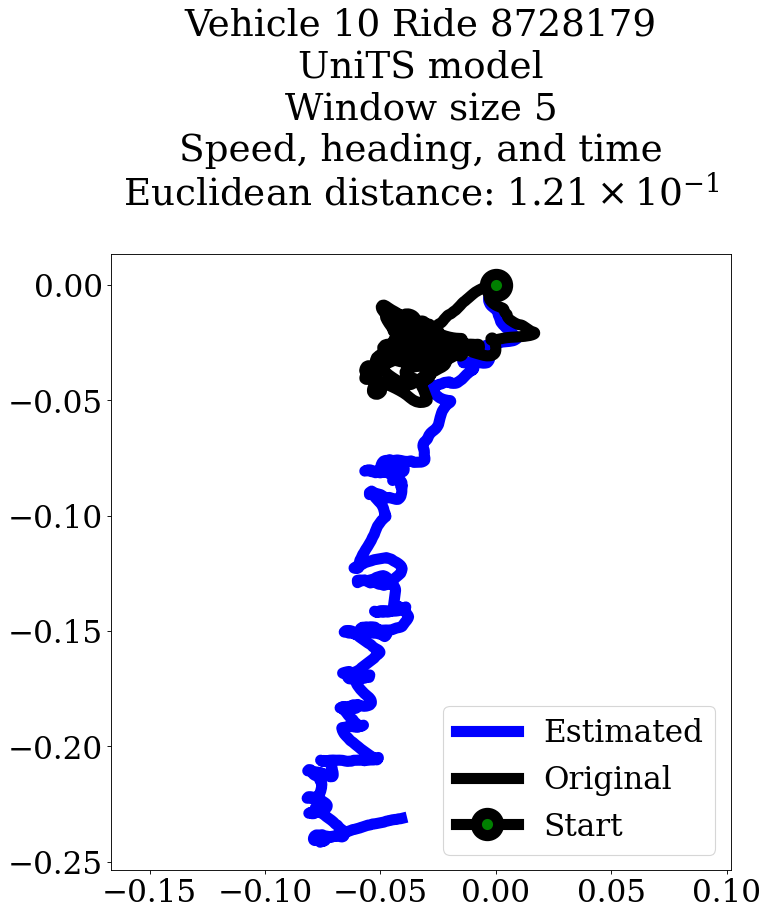 Vehicle 10 Ride 8728179
UniTS model
Window size 5
Speed, heading, and time
Euclidean distance: 1.21 × 10⁻¹
0.00
−0.05
−0.10
−0.15
−0.20
−0.25
Estimated
Original
Start
−0.15 −0.10 −0.05 0.00 0.05 0.10